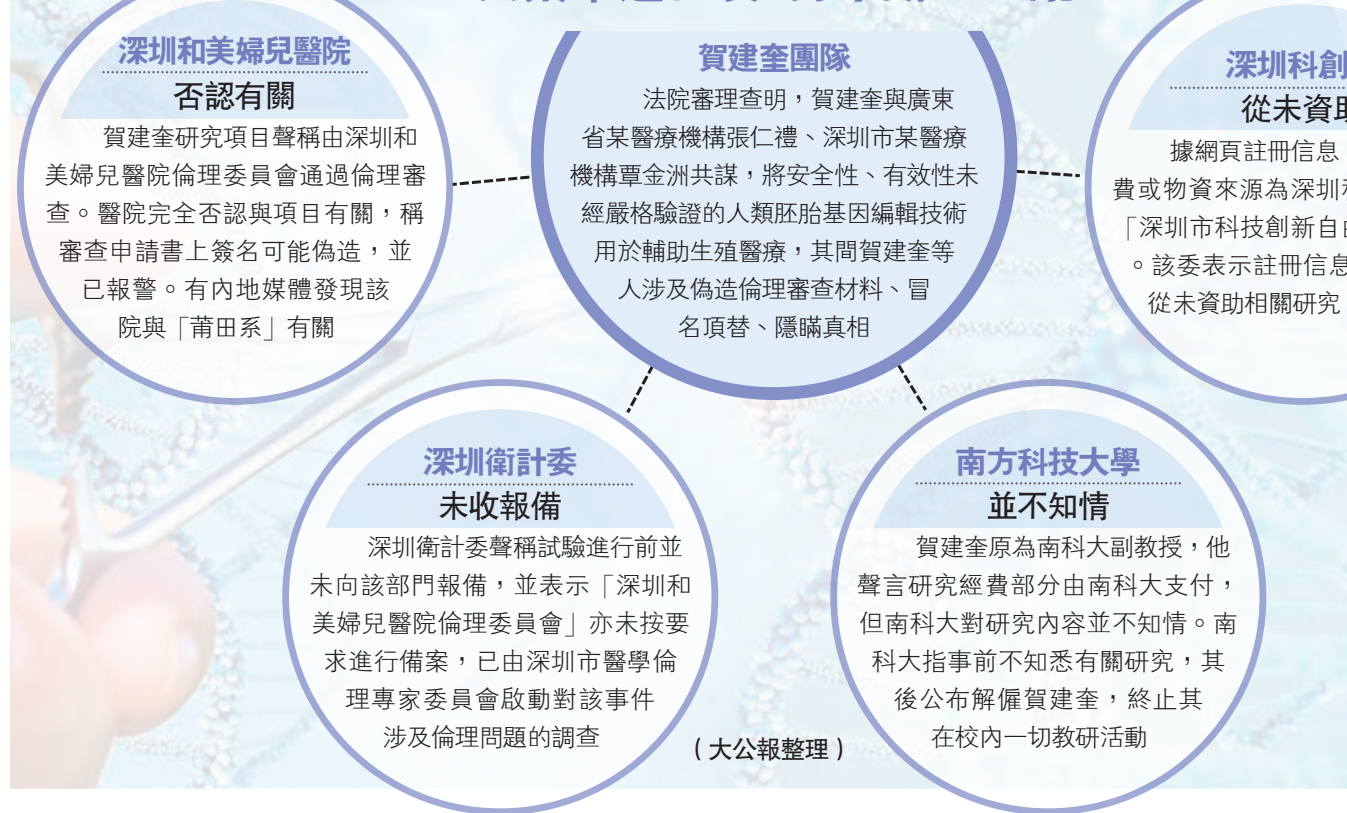 深圳和美婦兒醫院
否認有關
賀建奎研究項目聲稱由深圳和
美婦兒醫院倫理委員會通過倫理審
查。醫院完全否認與項目有關，稱
審查申請書上簽名可能偽造，並
已報警。有內地媒體發現該
院與「莆田系」有關
賀建奎團隊
法院審理查明，賀建奎與廣東
省某醫療機構張仁禮、深圳市某醫療
機構覃金洲共謀，將安全性、有效性未
經嚴格驗證的人類胚胎基因編輯技術
用於輔助生殖醫療，其間賀建奎等
人涉及偽造倫理審查材料、冒
名頂替、隱瞞真相
深圳科創
從未資助
據網頁註冊信息
費或物資來源為深圳科
「深圳市科技創新自由
。該委表示註冊信息
從未資助相關研究
深圳衛計委
未收報備
深圳衛計委聲稱試驗進行前並
未向該部門報備，並表示「深圳和
美婦兒醫院倫理委員會」亦未按要
求進行備案，已由深圳市醫學倫
理專家委員會啟動對該事件
涉及倫理問題的調查
南方科技大學
並不知情
賀建奎原為南科大副教授，他
聲言研究經費部分由南科大支付，
但南科大對研究內容並不知情。南
科大指事前不知悉有關研究，其
後公布解僱賀建奎，終止其
在校內一切教研活動
（大公報整理）